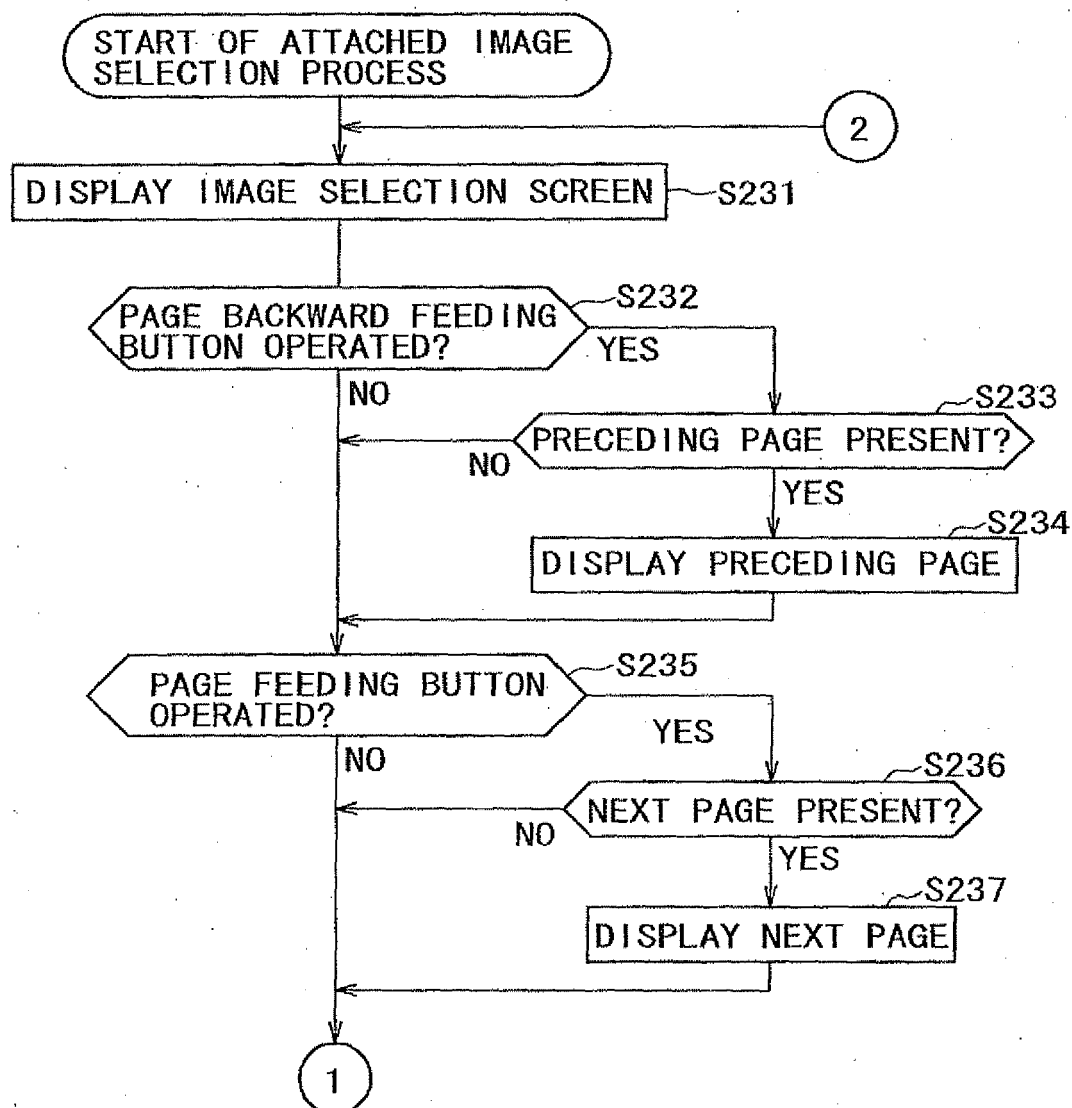 START OF ATTACHED IMAGE
SELECTION PROCESS
2
DISPLAY IMAGE SELECTION SCREEN
S231
S232
PAGE BACKWARD FEEDING
BUTTON OPERATED?
YES
NO
S233
PRECEDING PAGE PRESENT?
NO
YES
S234
DISPLAY PRECEDING PAGE
S235
PAGE FEEDING BUTTON
OPERATED?
YES
NO
S236
NEXT PAGE PRESENT?
NO
YES
S237
DISPLAY NEXT PAGE
1